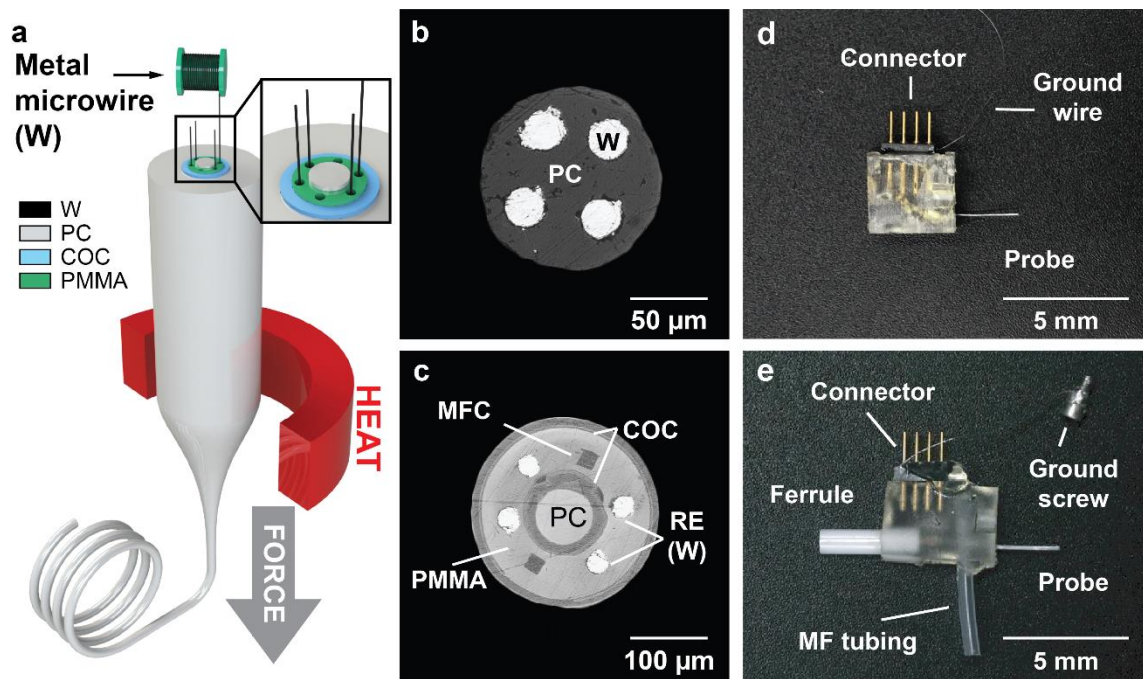 a
Metal
microwire
(W)
W
PC
COC
PMMA
HEAT
FORCE
b
W
PC
50 µm
c
MFC
COC
PC
RE
(W)
PMMA
100 µm
d
Connector
Ground
wire
Probe
5 mm
e
Connector
Ferrule
Ground
screw
Probe
MF tubing
5 mm